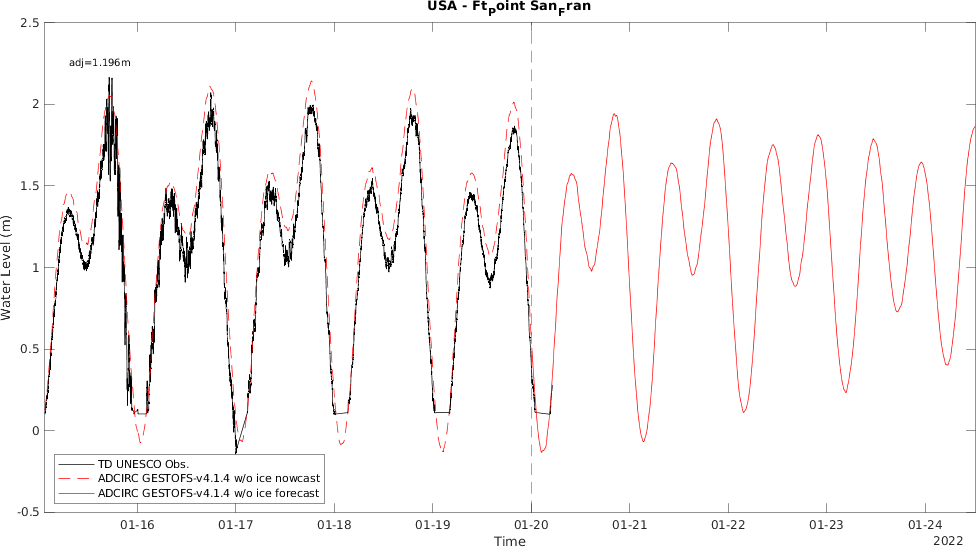 USA - FtPoint SanFran
adj=1.196m
2.5
2
1.5
1
0.5
0
-0.5
Water Level (m)
TD UNESCO Obs.
ADCIRC GESTOFS-v4.1.4 w/o ice nowcast
ADCIRC GESTOFS-v4.1.4 w/o ice forecast
01-16 01-17 01-18 01-19 01-20 01-21 01-22 01-23 01-24
Time
2022